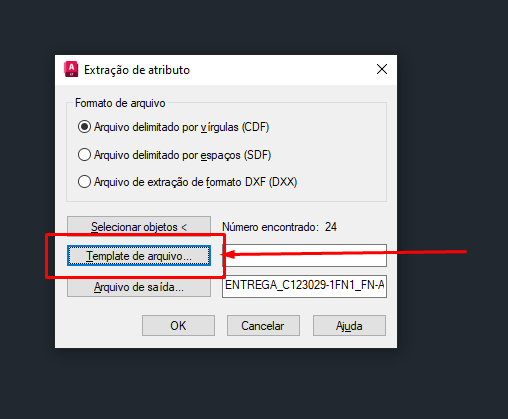 Extração de atributo
Formato de arquivo
Arquivo delimitado por vírgulas (CDF)
Arquivo delimitado por espaços (SDF)
Arquivo de extração de formato DXF (DXX)
Selecionar objetos < Número encontrado: 24
Template de arquivo...
Arquivo de saída... ENTREGA_C123029-1FN1_FN-A
OK Cancelar Ajuda